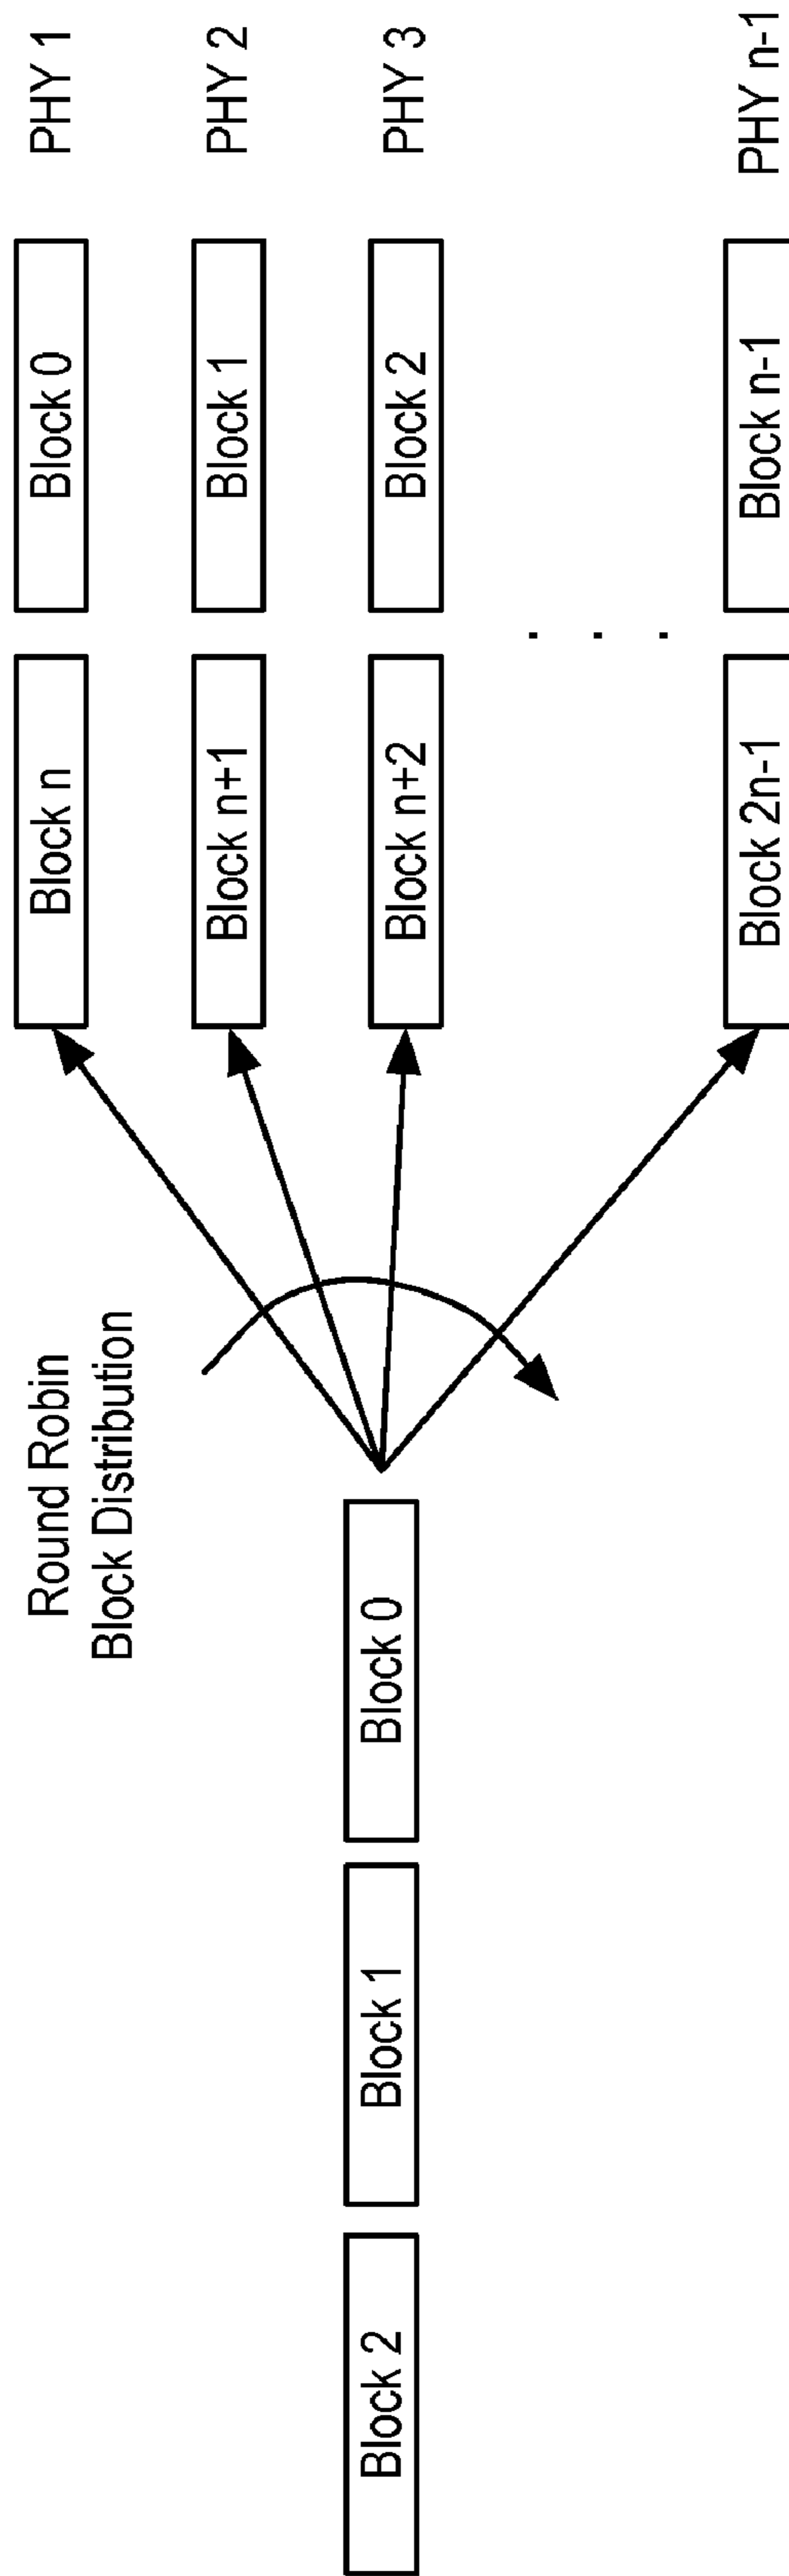 Round Robin
Block Distribution
Block 2
Block 1
Block 0
Block n
Block 0
PHY 1
Block n+1
Block 1
PHY 2
Block n+2
Block 2
PHY 3
. . .
Block 2n-1
Block n-1
PHY n-1